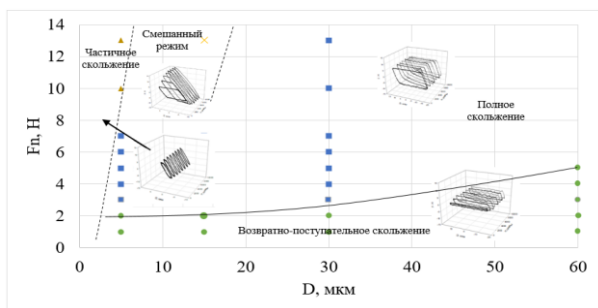 14
12
10
8
6
4
2
0
Fn, Н
Частичное
скольжение
Смешанный
режим
Полное
скольжение
Возвратно-поступательное скольжение
0
10
20
30
40
50
60
D, мкм